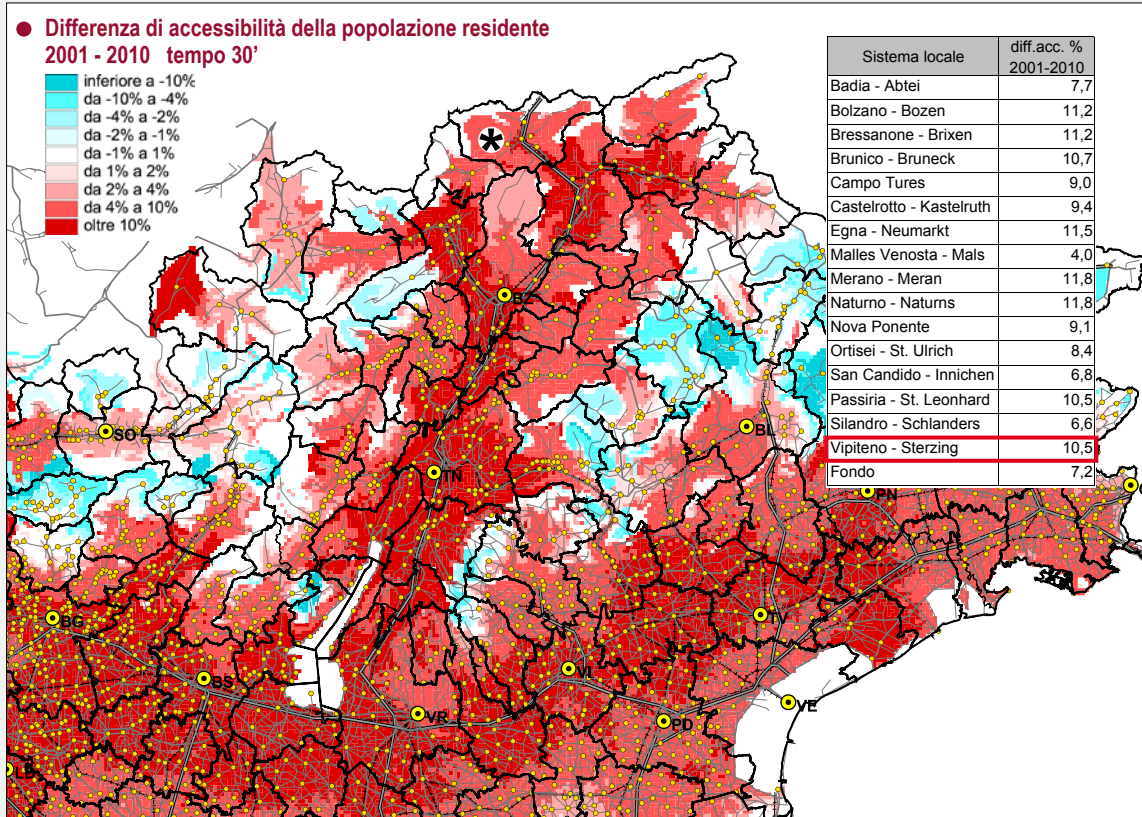 ● Differenza di accessibilità della popolazione residente
2001 - 2010 tempo 30’
inferiore a -10%
da -10% a -4%
da -4% a -2%
da -2% a -1%
da -1% a 1%
da 1% a 2%
da 2% a 4%
da 4% a 10%
oltre 10%
Sistema locale diff.acc. % 2001-2010
Badia - Abtei 7,7
Bolzano - Bozen 11,2
Bressanone - Brixen 11,2
Brunico - Bruneck 10,7
Campo Tures 9,0
Castelrotto - Kastelruth 9,4
Egna - Neumarkt 11,5
Malles Venosta - Mals 4,0
Merano - Meran 11,8
Naturno - Naturns 11,8
Nova Ponente 9,1
Ortisei - St. Ulrich 8,4
San Candido - Innichen 6,8
Passiria - St. Leonhard 10,5
Silandro - Schlanders 6,6
Vipiteno - Sterzing 10,5
Fondo 7,2
*
BZ
SO
BL
TN
PN
BG
BS
VI
VR
PD
VE